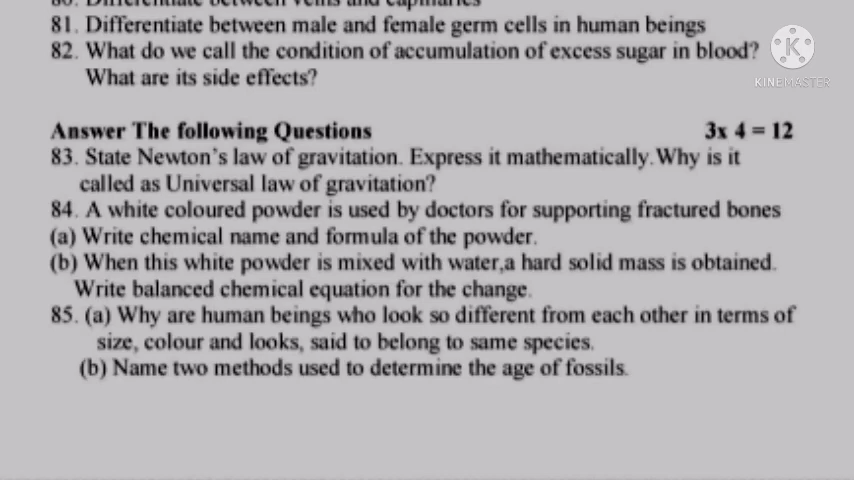 80. Differentiate between veins and capillaries
81. Differentiate between male and female germ cells in human beings
82. What do we call the condition of accumulation of excess sugar in blood?
What are its side effects?
K
KINEMASTER
Answer The following Questions 3x 4 = 12
83. State Newton's law of gravitation. Express it mathematically.Why is it
called as Universal law of gravitation?
84. A white coloured powder is used by doctors for supporting fractured bones
(a) Write chemical name and formula of the powder.
(b) When this white powder is mixed with water,a hard solid mass is obtained.
Write balanced chemical equation for the change.
85. (a) Why are human beings who look so different from each other in terms of
size, colour and looks, said to belong to same species.
(b) Name two methods used to determine the age of fossils.